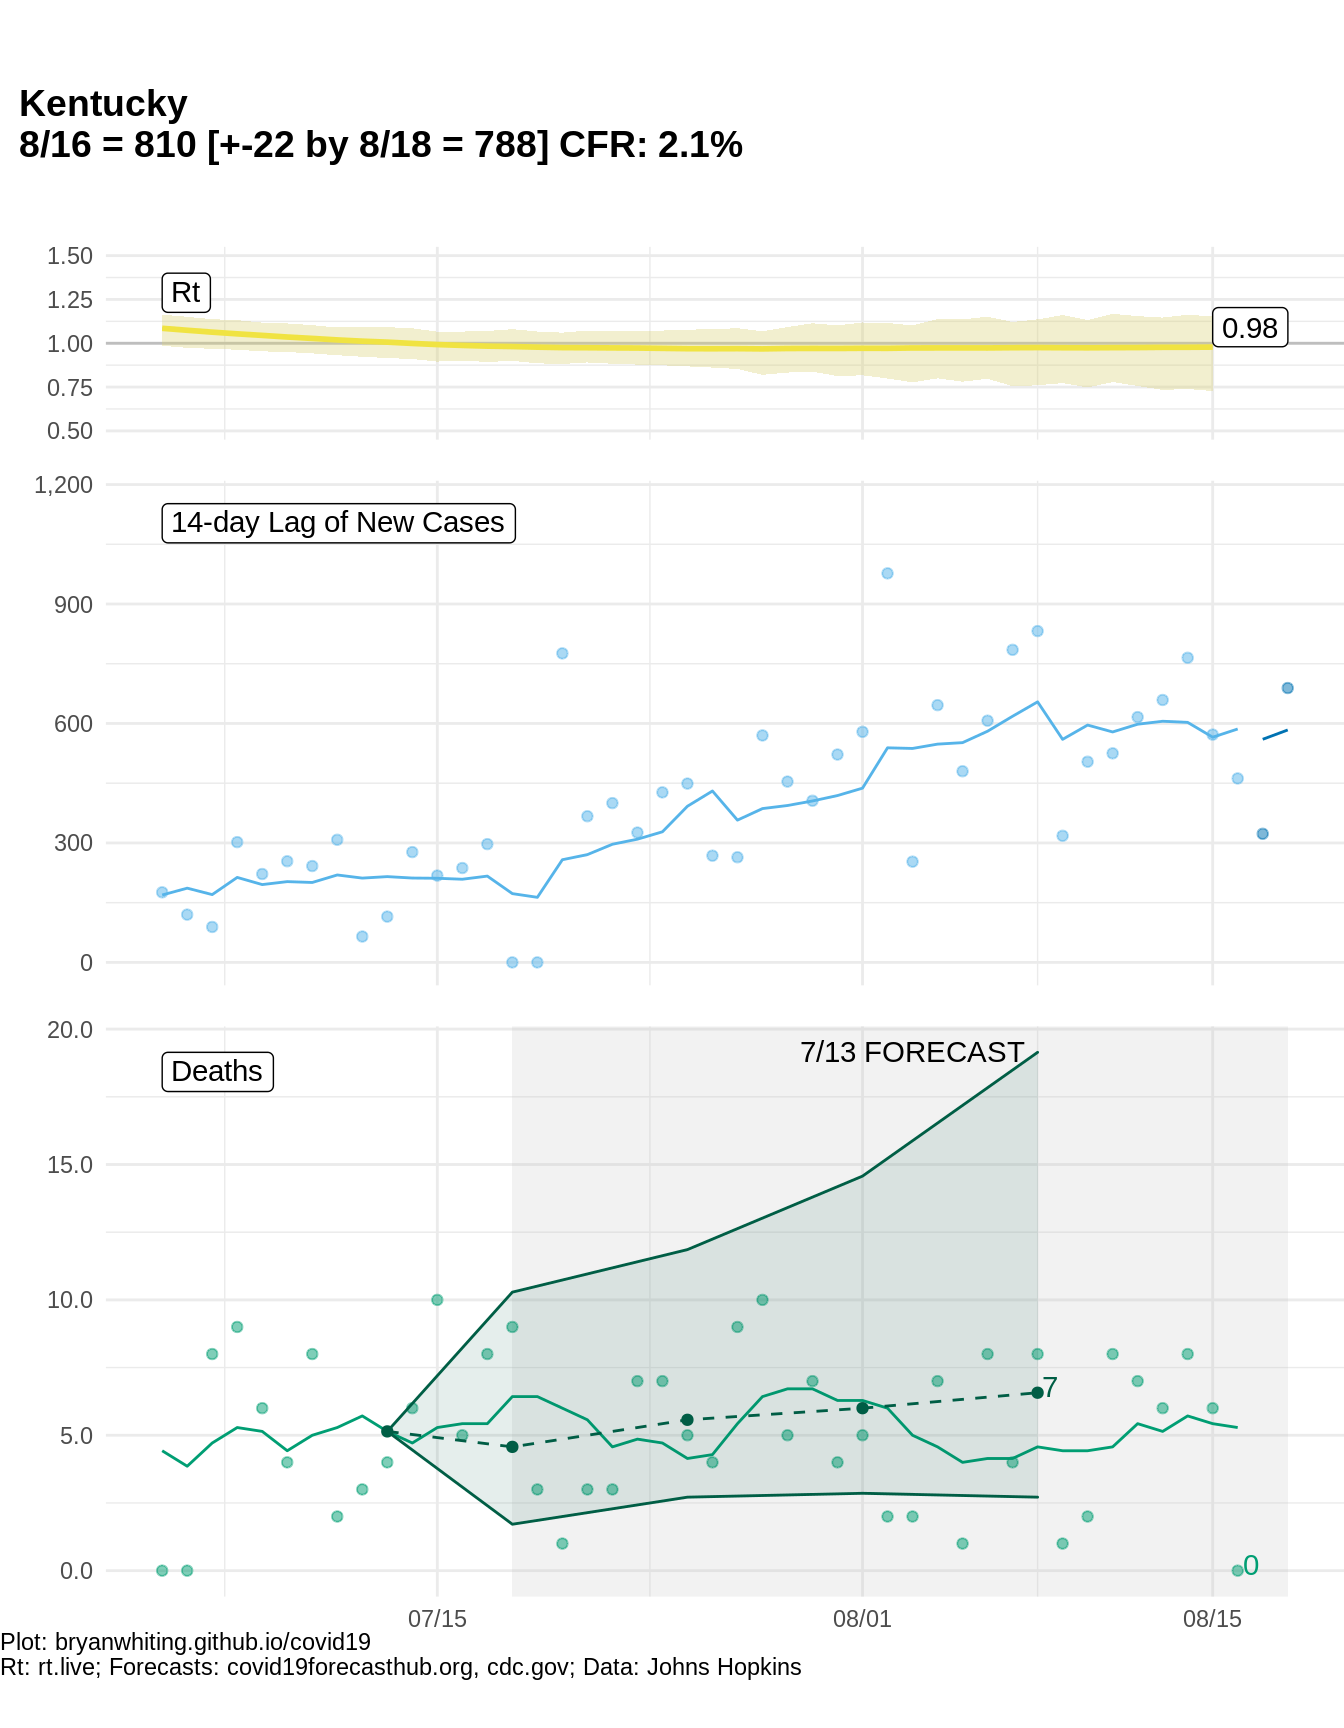 Kentucky
8/16 = 810 [+-22 by 8/18 = 788] CFR: 2.1%
1.50
1.25
1.00
0.75
0.50
Rt
0.98
1,200
900
600
300
0
14-day Lag of New Cases
20.0
15.0
10.0
5.0
0.0
Deaths
7/13 FORECAST
7
0
07/15
08/01
08/15
Plot: bryanwhiting.github.io/covid19
Rt: rt.live; Forecasts: covid19forecasthub.org, cdc.gov; Data: Johns Hopkins